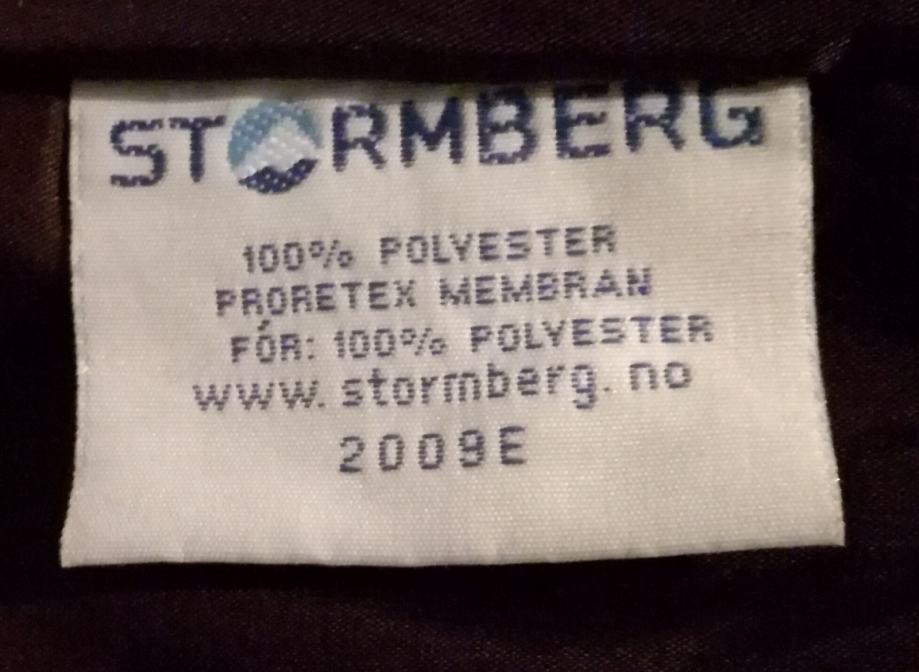 STORMBERG
100% POLYESTER
PRORETEX MEMBRAN
FÓR: 100% POLYESTER
www.stormberg.no
2009E